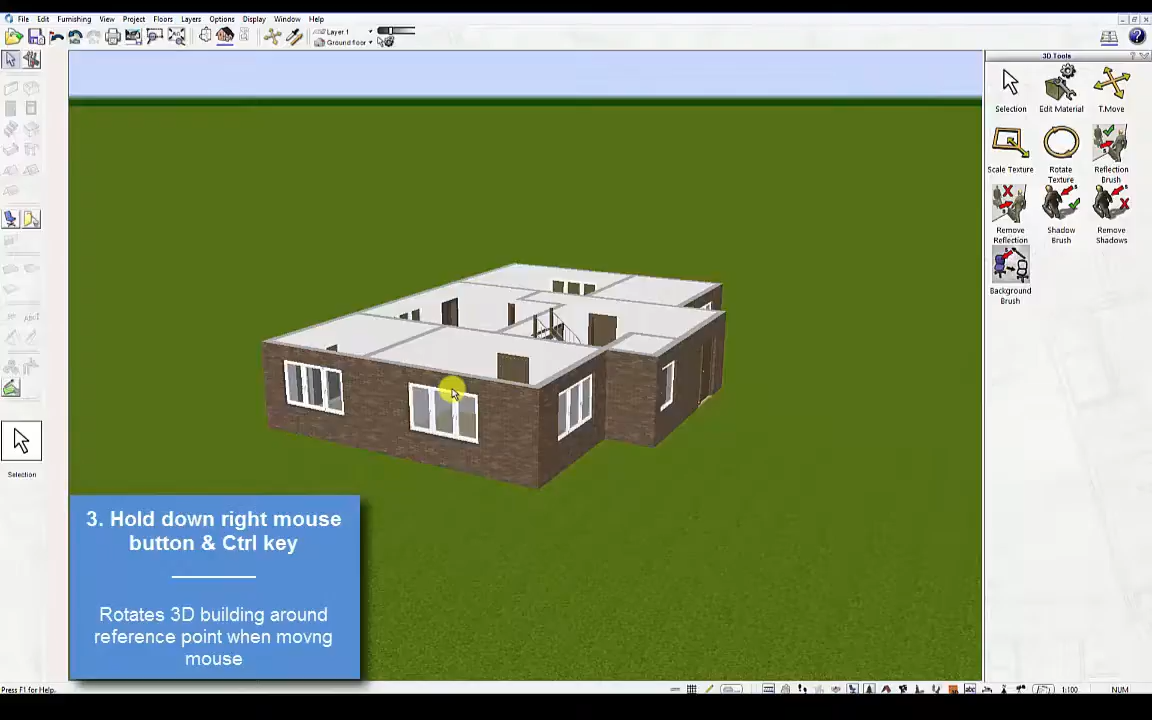 File Edit Furnishing View Project Floors Layers Options Display Window Help
Layer 1
Ground floor
3D Tools
Selection Edit Material T.Move
Scale Texture Rotate Texture Reflection Brush
Remove Reflection Shadow Brush Remove Shadows
Background Brush
Selection
3. Hold down right mouse
button & Ctrl key
Rotates 3D building around
reference point when movng
mouse
Press F1 for Help.
1:100 NUM